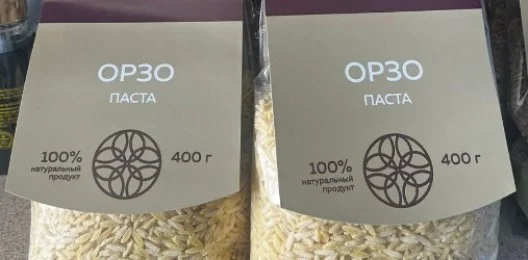 ОРЗО
ПАСТА
100%
натуральный
продукт
400 г
ОРЗО
ПАСТА
100%
натуральный
продукт
400 г